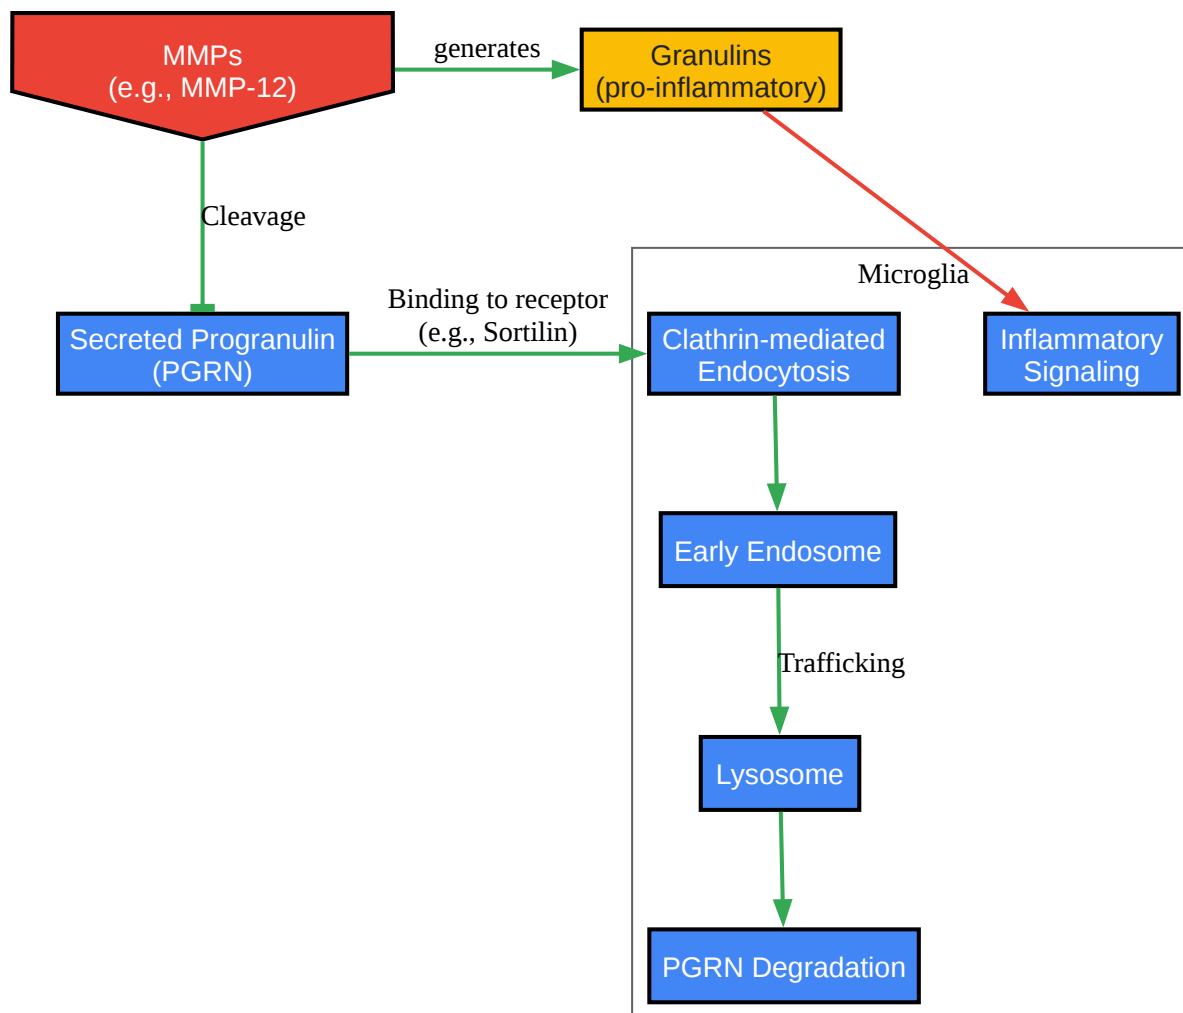 MMPs
(e.g., MMP-12)
generates
Granulins
(pro-inflammatory)
Cleavage
Microglia
Secreted Progranulin
(PGRN)
Binding to receptor
(e.g., Sortilin)
Clathrin-mediated
Endocytosis
Inflammatory
Signaling
Early Endosome
Trafficking
Lysosome
PGRN Degradation